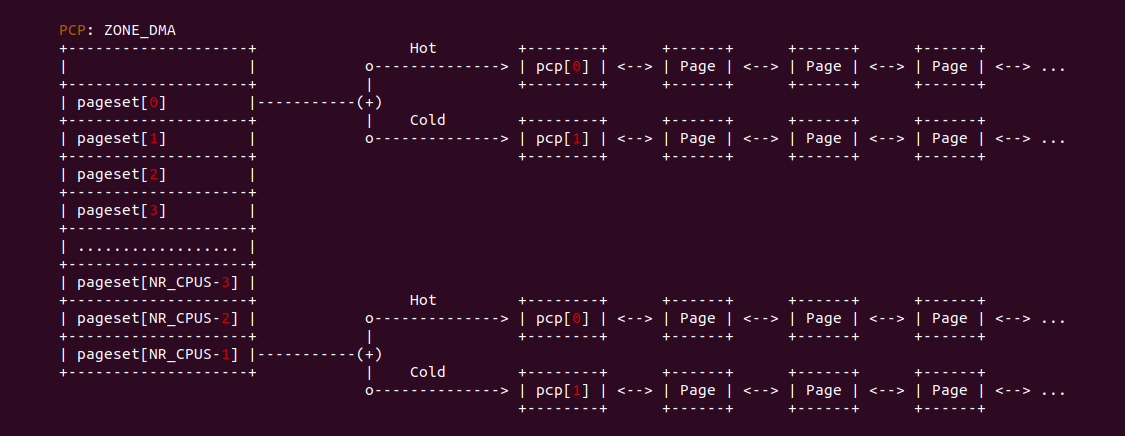 PCP: ZONE_DMA
+--------------------+                 Hot         +--------+      +------+      +------+      +------+
|                    |            o--------------> | pcp[0] | <--> | Page | <--> | Page | <--> | Page | <--> ...
+--------------------+            |                +--------+      +------+      +------+      +------+
| pageset[0]         |-----------(+)
+--------------------+            |    Cold        +--------+      +------+      +------+      +------+
| pageset[1]         |            o--------------> | pcp[1] | <--> | Page | <--> | Page | <--> | Page | <--> ...
+--------------------+                             +--------+      +------+      +------+      +------+
| pageset[2]         |
+--------------------+
| pageset[3]         |
+--------------------+
| .................. |
+--------------------+
| pageset[NR_CPUS-3] |
+--------------------+                 Hot         +--------+      +------+      +------+      +------+
| pageset[NR_CPUS-2] |            o--------------> | pcp[0] | <--> | Page | <--> | Page | <--> | Page | <--> ...
+--------------------+            |                +--------+      +------+      +------+      +------+
| pageset[NR_CPUS-1] |-----------(+)
+--------------------+            |    Cold        +--------+      +------+      +------+      +------+
                                  o--------------> | pcp[1] | <--> | Page | <--> | Page | <--> | Page | <--> ...
                                                   +--------+      +------+      +------+      +------+